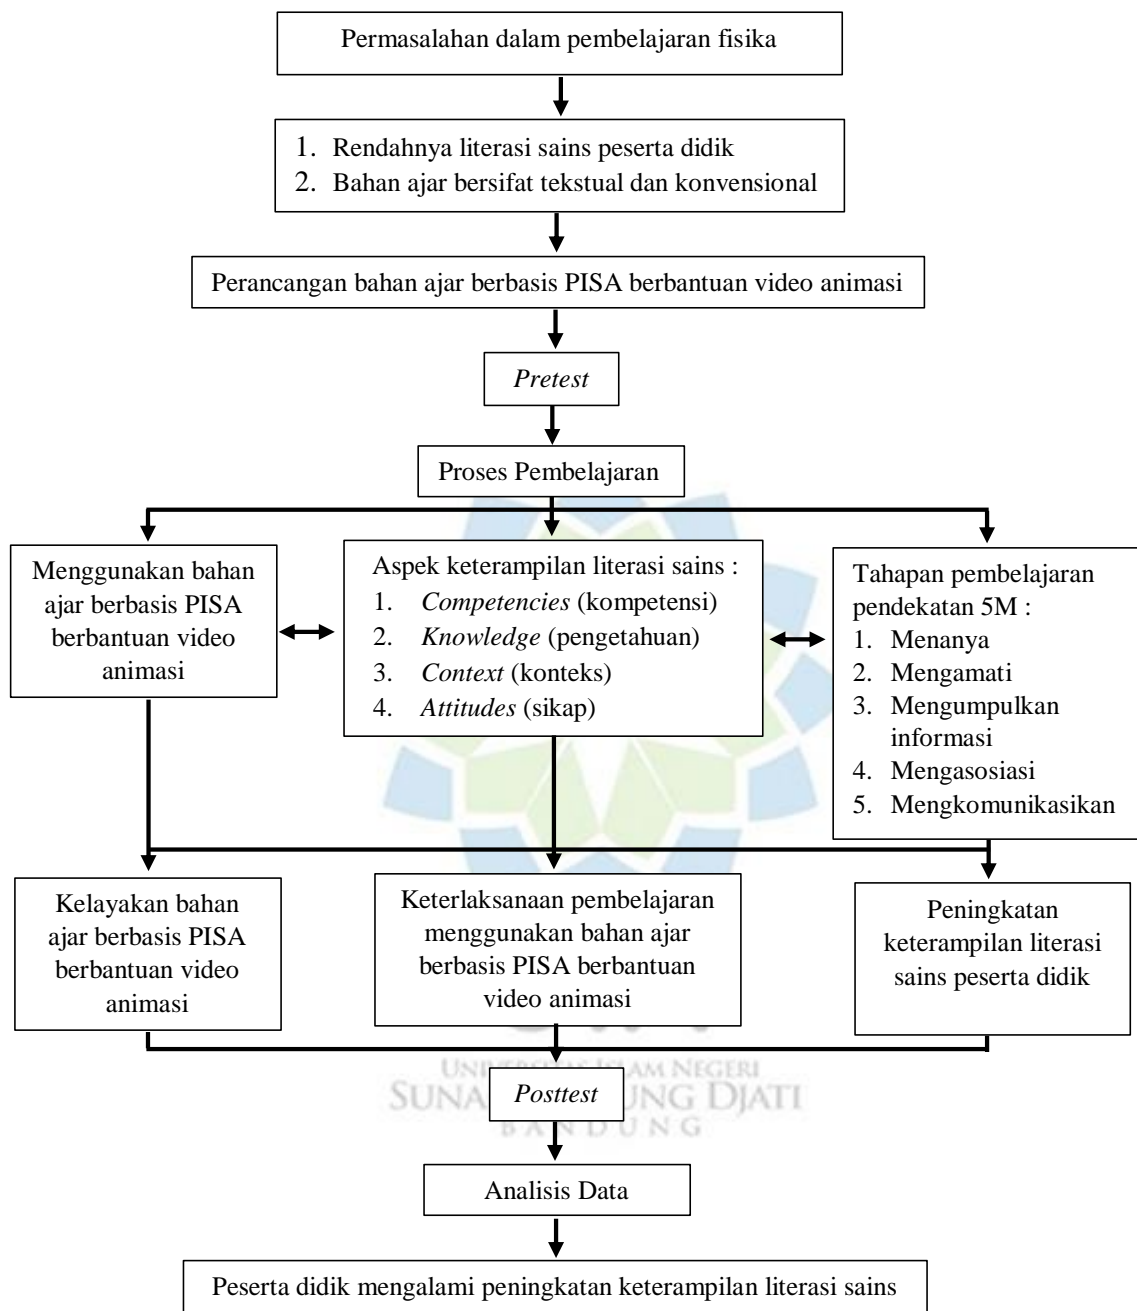 Permasalahan dalam pembelajaran fisika
1. Rendahnya literasi sains peserta didik
2. Bahan ajar bersifat tekstual dan konvensional
Perancangan bahan ajar berbasis PISA berbantuan video animasi
Pretest
Proses Pembelajaran
Menggunakan bahan
ajar berbasis PISA
berbantuan video
animasi
Aspek keterampilan literasi sains :
1. Competencies (kompetensi)
2. Knowledge (pengetahuan)
3. Context (konteks)
4. Attitudes (sikap)
Tahapan pembelajaran
pendekatan 5M :
1. Menanya
2. Mengamati
3. Mengumpulkan
informasi
4. Mengasosiasi
5. Mengkomunikasikan
Kelayakan bahan
ajar berbasis PISA
berbantuan video
animasi
Keterlaksanaan pembelajaran
menggunakan bahan ajar
berbasis PISA berbantuan
video animasi
Peningkatan
keterampilan literasi
sains peserta didik
NEGERI
DJATI
BANDUNG
Posttest
Analisis Data
Peserta didik mengalami peningkatan keterampilan literasi sains